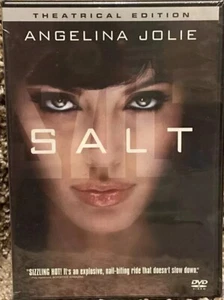 THEATRICAL EDITION
ANGELINA JOLIE
SALT
"SIZZLING HOT! It's an explosive, nail-biting ride that doesn't slow down."
DVD